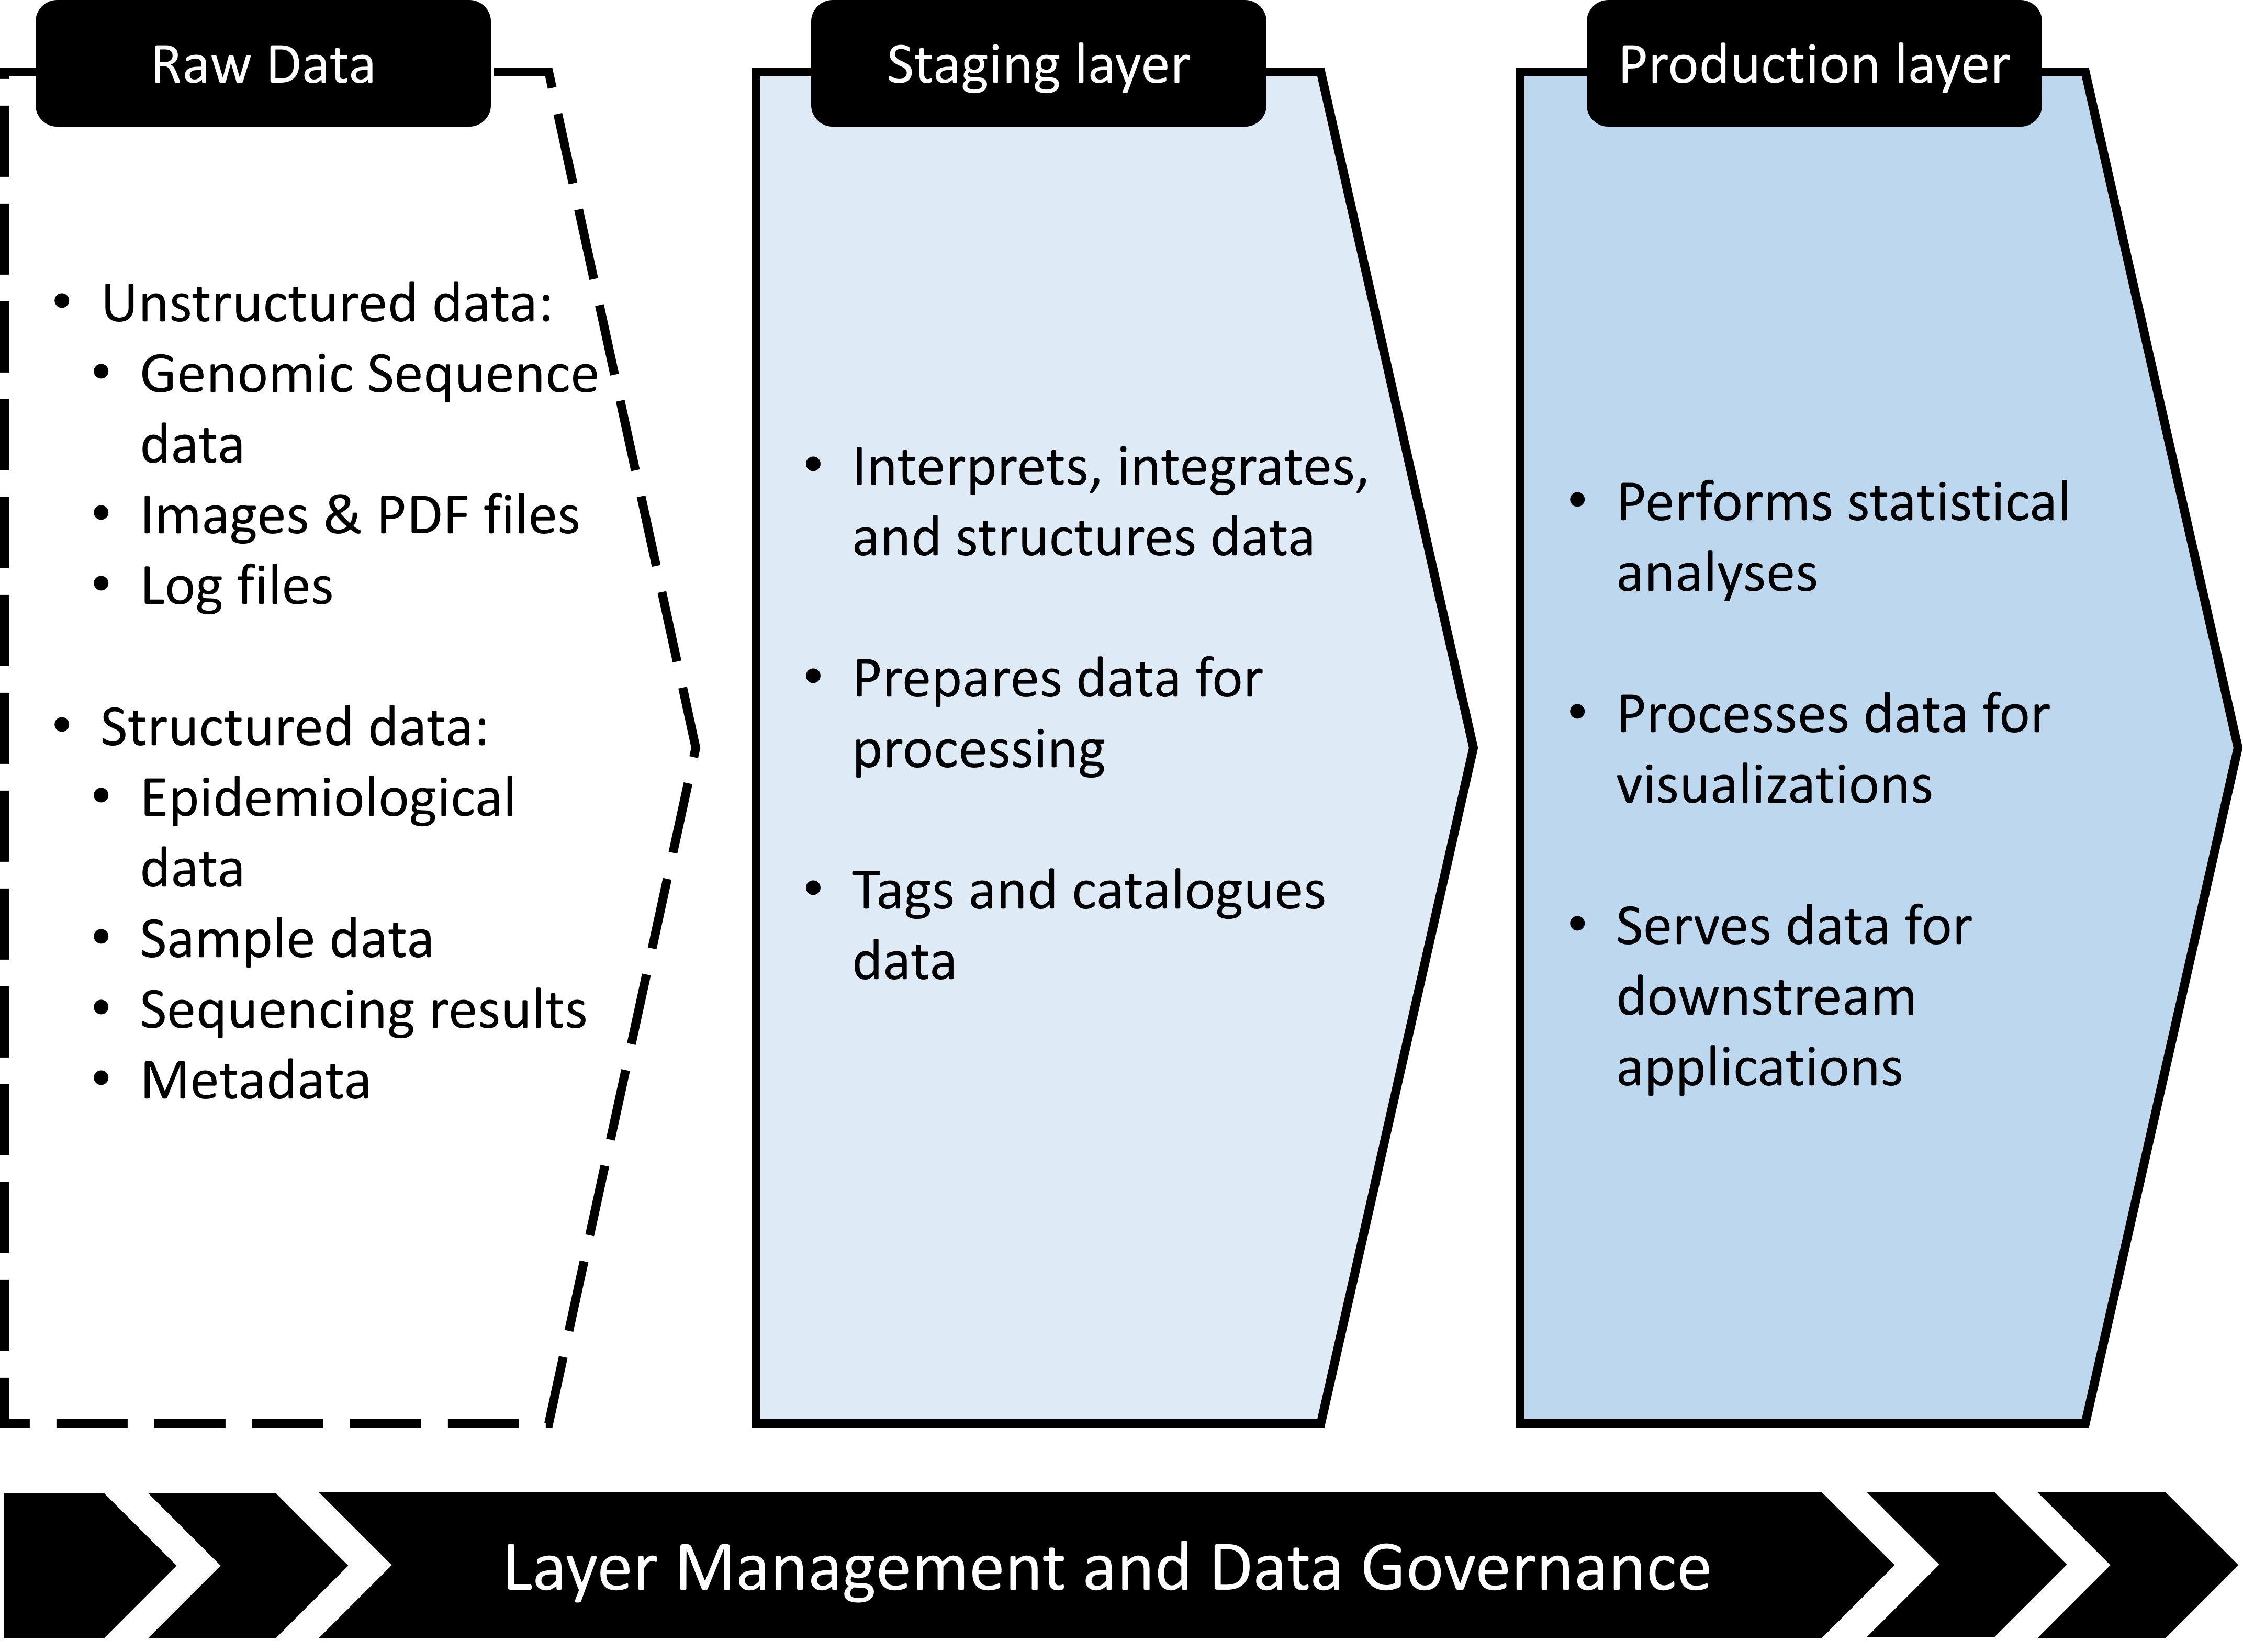 Raw Data
• Unstructured data:
• Genomic Sequence
data
• Images & PDF files
• Log files
• Structured data:
• Epidemiological
data
• Sample data
• Sequencing results
• Metadata
Staging layer
• Interprets, integrates,
and structures data
• Prepares data for
processing
• Tags and catalogues
data
Production layer
• Performs statistical
analyses
• Processes data for
visualizations
• Serves data for
downstream
applications
Layer Management and Data Governance